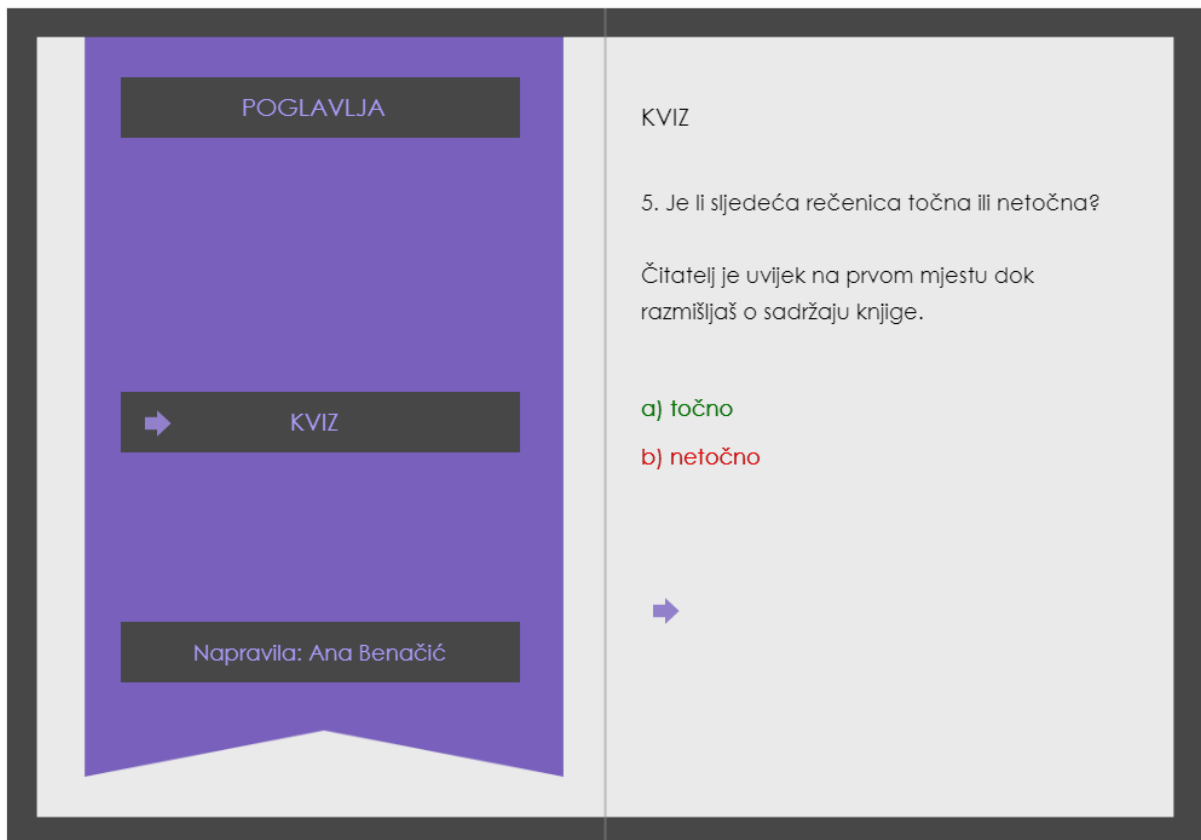 POGLAVLJA
KVIZ
Napravila: Ana Benačić
KVIZ
5. Je li sljedeća rečenica točna ili netočna?
Čitatelj je uvijek na prvom mjestu dok
razmišljaš o sadržaju knjige.
a) točno
b) netočno